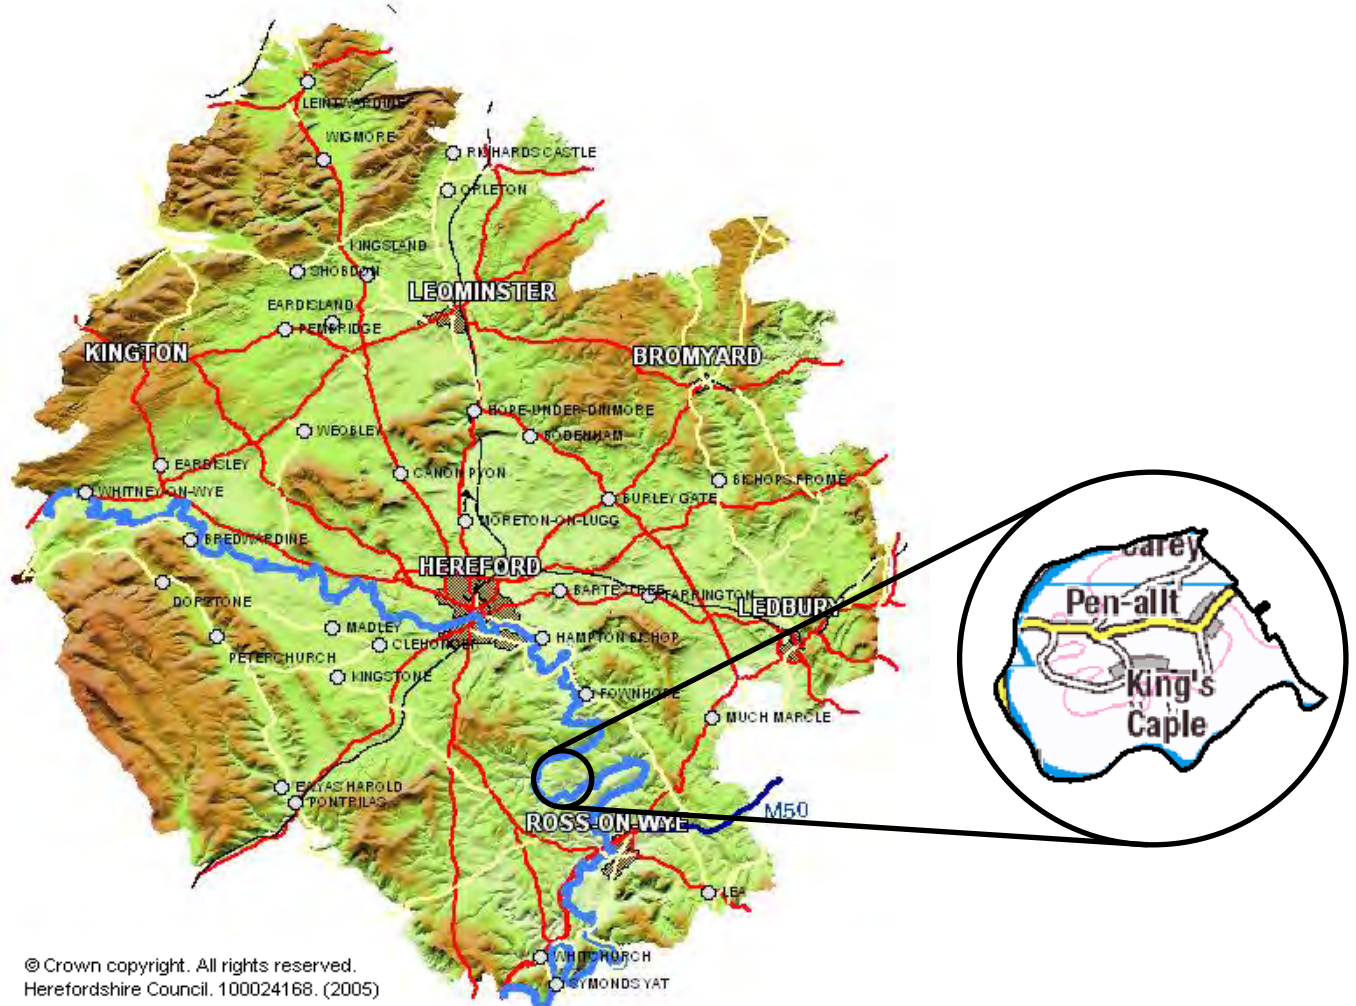 LEINTWARDINE
WIGMORE
RICHARDS CASTLE
ORLETON
KINGSLAND
SHOBDON
LEOMINSTER
EARDISLAND
PEMBRIDGE
KINGTON
BROMYARD
HOPE-UNDER-DINMORE
WEOBLEY
BODENHAM
EARDISLEY
CANON PYON
BISHOPS FROME
WHITNEY-ON-WYE
BURLEY GATE
MORETON-ON-LUGG
BREDWARDINE
HEREFORD
DORSTONE
BARTESTREE
TARRINGTON
LEDBURY
MADLEY
HAMPTON BISHOP
CLEHONGER
PETERCHURCH
KINGSTONE
FOWNHOPE
MUCH MARCLE
EWYAS HAROLD
PONTRILAS
M50
ROSS-ON-WYE
LEA
WHITCHURCH
SYMONDS YAT
Carey
Pen-allt
King's
Caple
© Crown copyright. All rights reserved.
Herefordshire Council. 100024168. (2005)